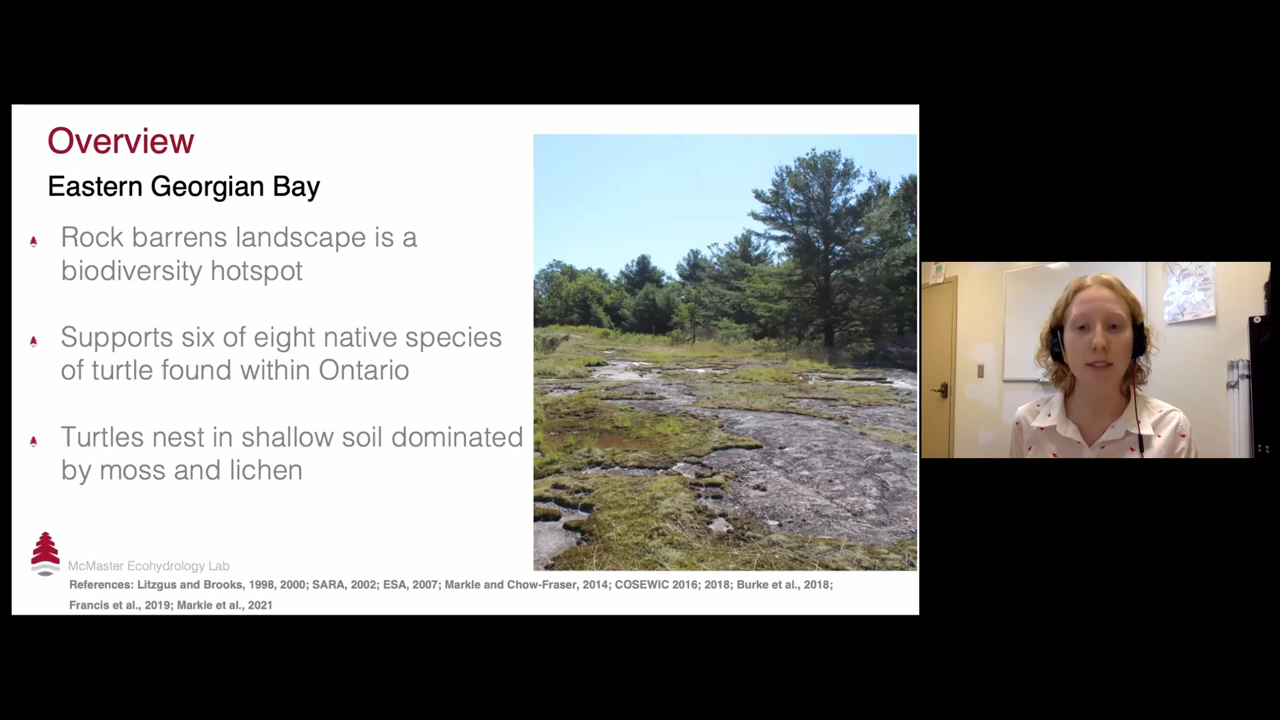 Overview
Eastern Georgian Bay
Rock barrens landscape is a
biodiversity hotspot
Supports six of eight native species
of turtle found within Ontario
Turtles nest in shallow soil dominated
by moss and lichen
McMaster Ecohydrology Lab
References: Litzgus and Brooks, 1998, 2000; SARA, 2002; ESA, 2007; Markle and Chow-Fraser, 2014; COSEWIC 2016; 2018; Burke et al., 2018;
Francis et al., 2019; Markle et al., 2021